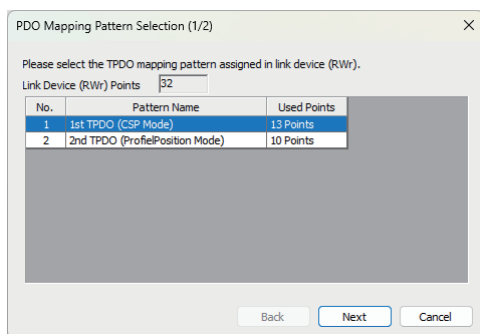 PDO Mapping Pattern Selection (1/2)
Please select the TPDO mapping pattern assigned in link device (RWr).
Link Device (RWr) Points 32
No. Pattern Name Used Points
1 1st TPDO (CSP Mode) 13 Points
2 2nd TPDO (ProfielPosition Mode) 10 Points
Back Next Cancel